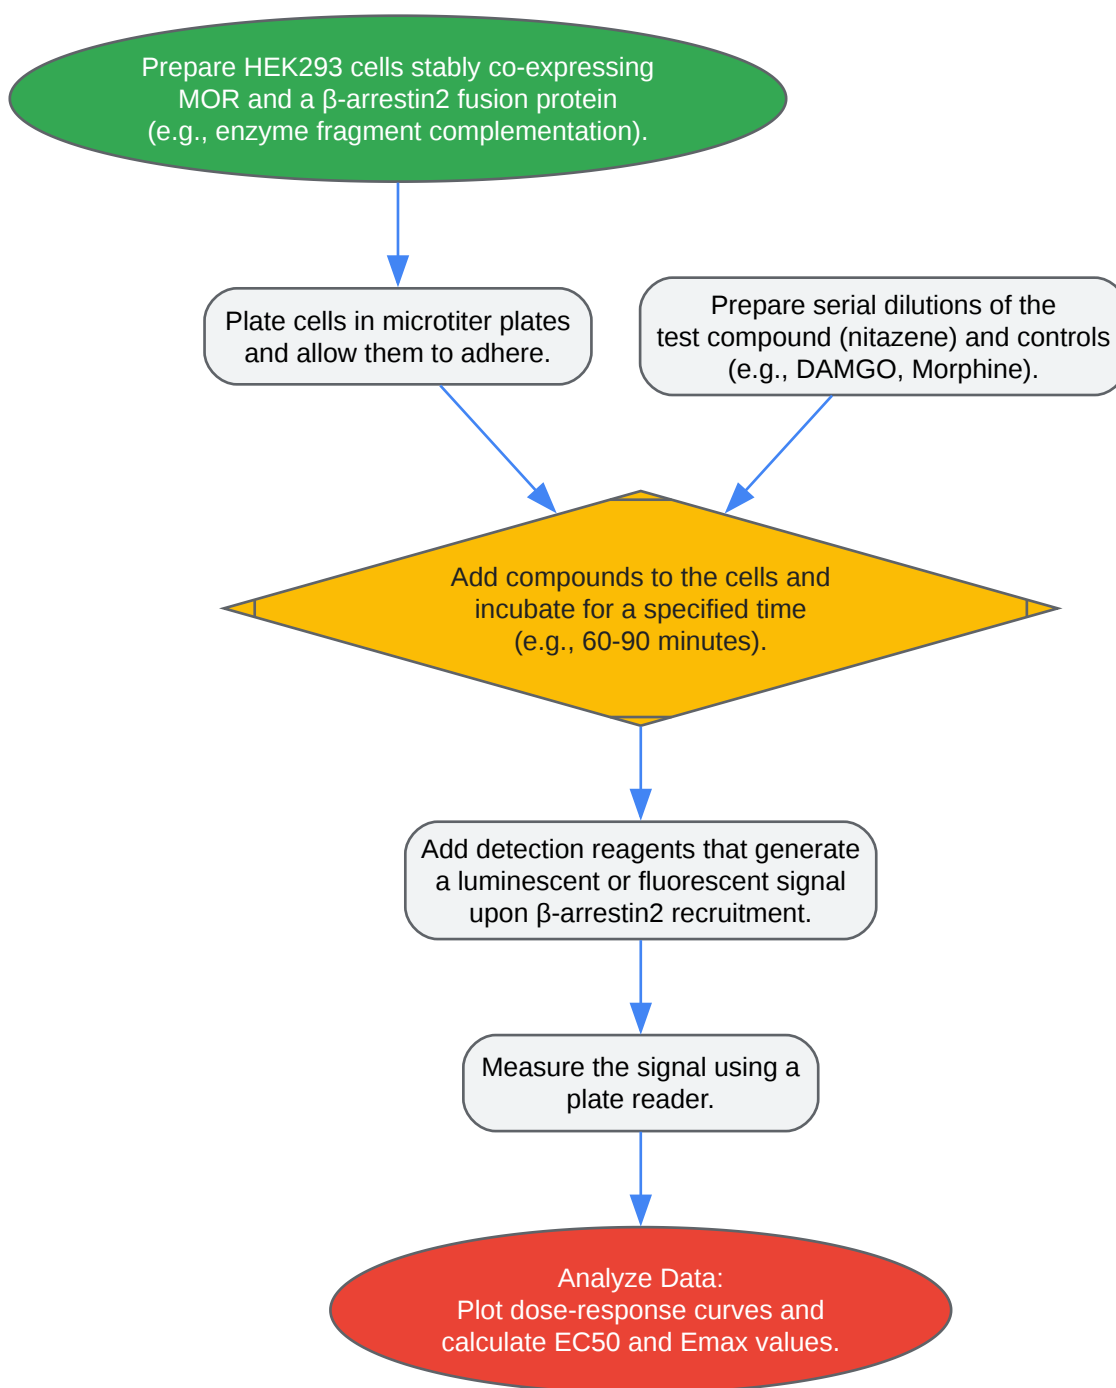 Prepare HEK293 cells stably co-expressing
MOR and a β-arrestin2 fusion protein
(e.g., enzyme fragment complementation).
Plate cells in microtiter plates
and allow them to adhere.
Prepare serial dilutions of the
test compound (nitazene) and controls
(e.g., DAMGO, Morphine).
Add compounds to the cells and
incubate for a specified time
(e.g., 60-90 minutes).
Add detection reagents that generate
a luminescent or fluorescent signal
upon β-arrestin2 recruitment.
Measure the signal using a
plate reader.
Analyze Data:
Plot dose-response curves and
calculate EC50 and Emax values.